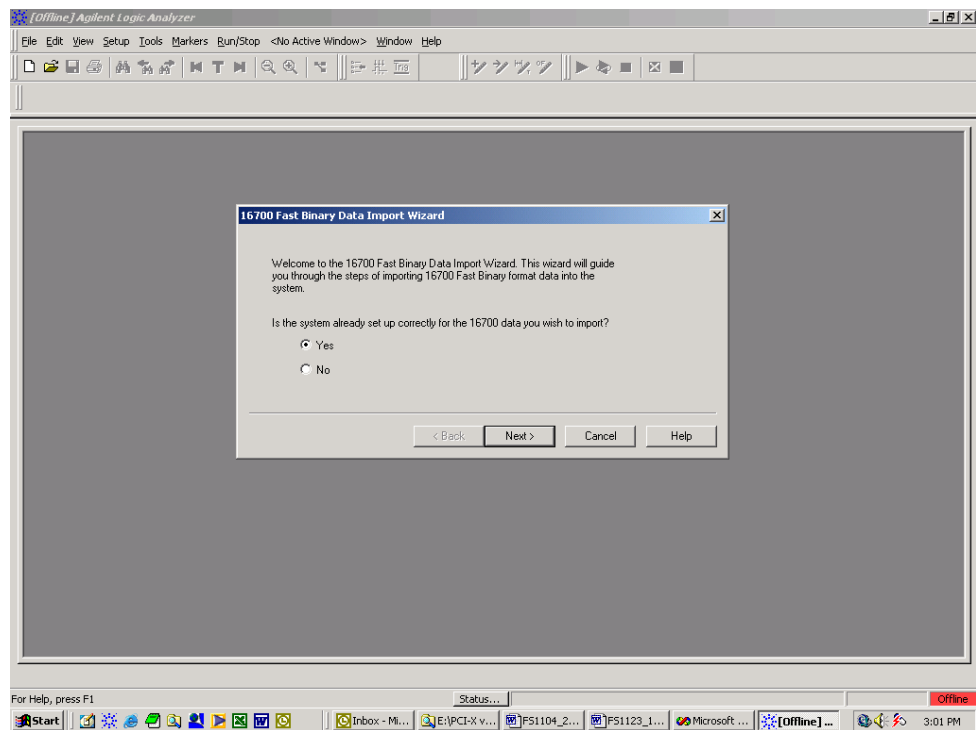 [Offline] Agilent Logic Analyzer
File Edit View Setup Tools Markers Run/Stop <No Active Window> Window Help
T Trig
16700 Fast Binary Data Import Wizard
Welcome to the 16700 Fast Binary Data Import Wizard. This wizard will guide
you through the steps of importing 16700 Fast Binary format data into the
system.
Is the system already set up correctly for the 16700 data you wish to import?
Yes
No
< Back Next > Cancel Help
For Help, press F1 Status... Offline
Start Inbox - Mi... E:\PCI-X v... FS1104_2... FS1123_1... Microsoft ... [Offline] ... 3:01 PM